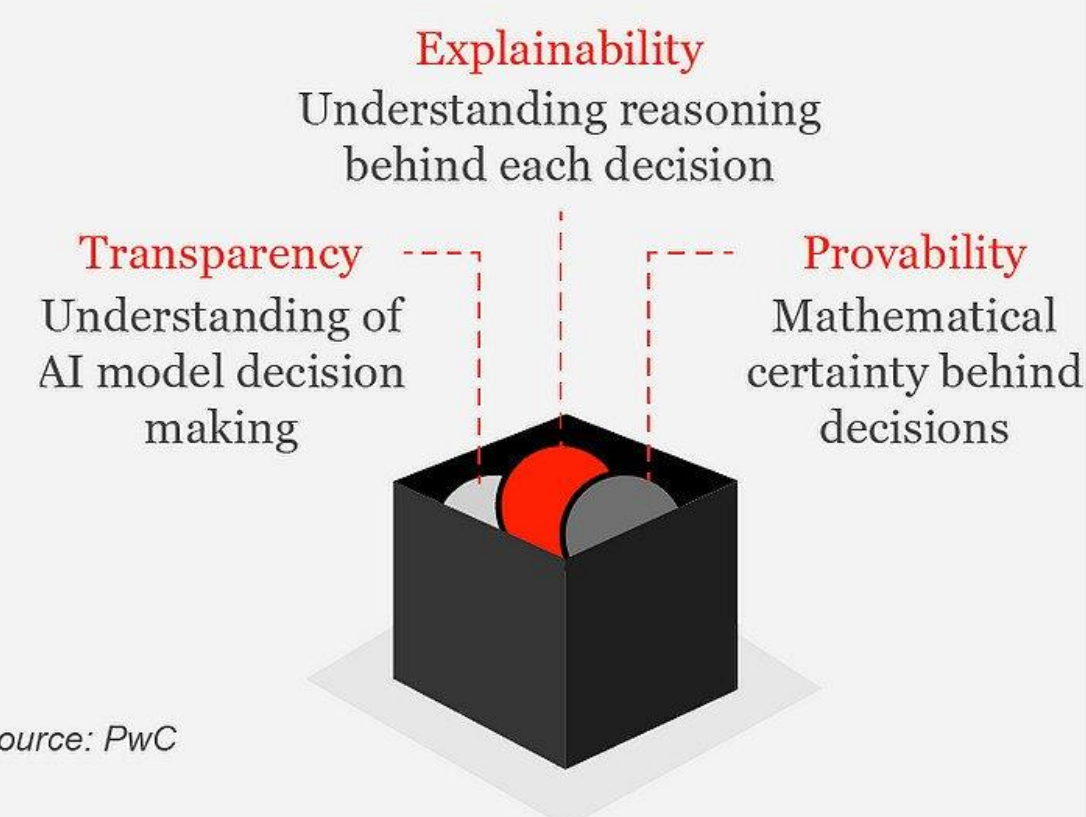 Explainability
Understanding reasoning
behind each decision
Transparency
Understanding of
AI model decision
making
Provability
Mathematical
certainty behind
decisions
ource: PwC